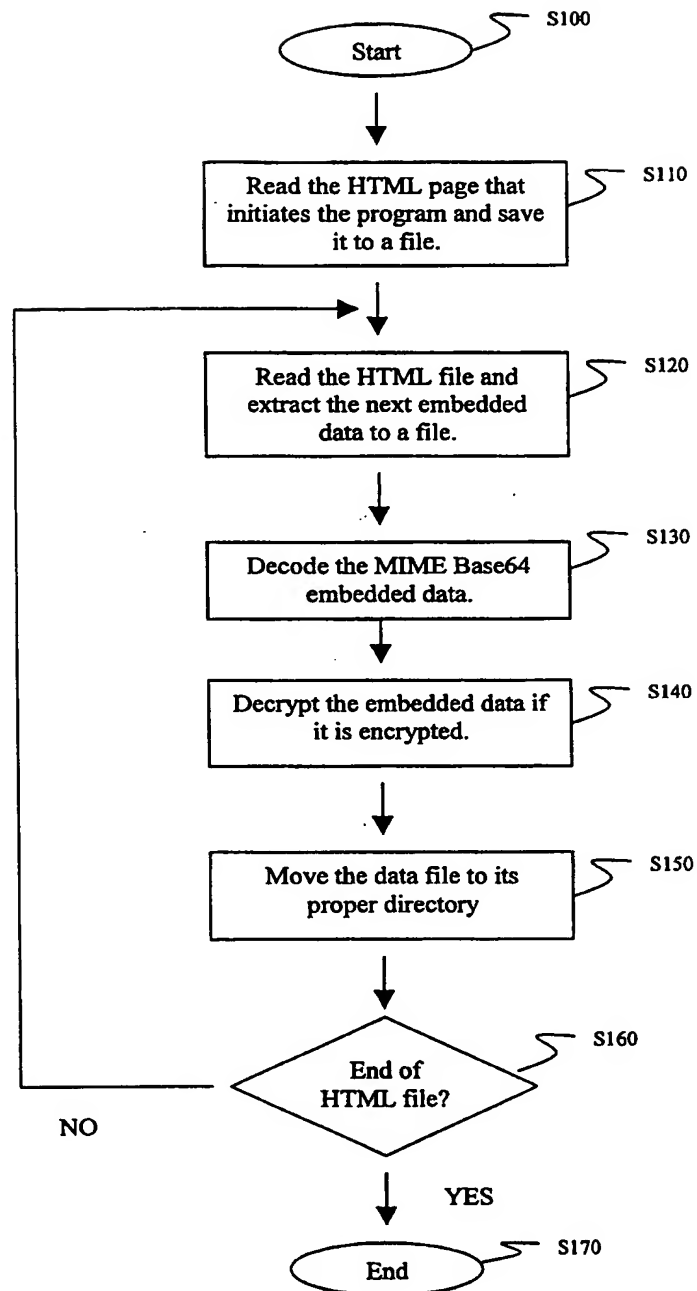 Start
S100
Read the HTML page that
initiates the program and save
it to a file.
S110
Read the HTML file and
extract the next embedded
data to a file.
S120
Decode the MIME Base64
embedded data.
S130
Decrypt the embedded data if
it is encrypted.
S140
Move the data file to its
proper directory
S150
End of
HTML file?
S160
NO
YES
End
S170